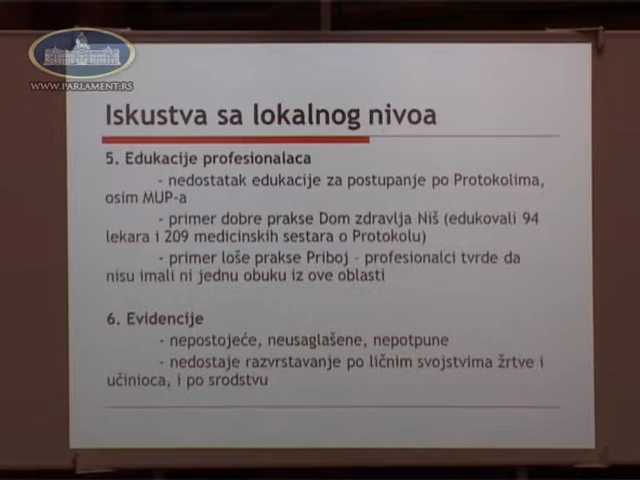 WWW.PARLAMENT.RS
Iskustva sa lokalnog nivoa
5. Edukacije profesionalaca
- nedostatak edukacije za postupanje po Protokolima,
osim MUP-a
- primer dobre prakse Dom zdravlja Niš (edukovali 94
lekara i 209 medicinskih sestara o Protokolu)
- primer loše prakse Priboj - profesionalci tvrde da
nisu imali ni jednu obuku iz ove oblasti
6. Evidencije
- nepostojeće, neusaglašene, nepotpune
- nedostaje razvrstavanje po ličnim svojstvima žrtve i
učinioca, i po srodstvu